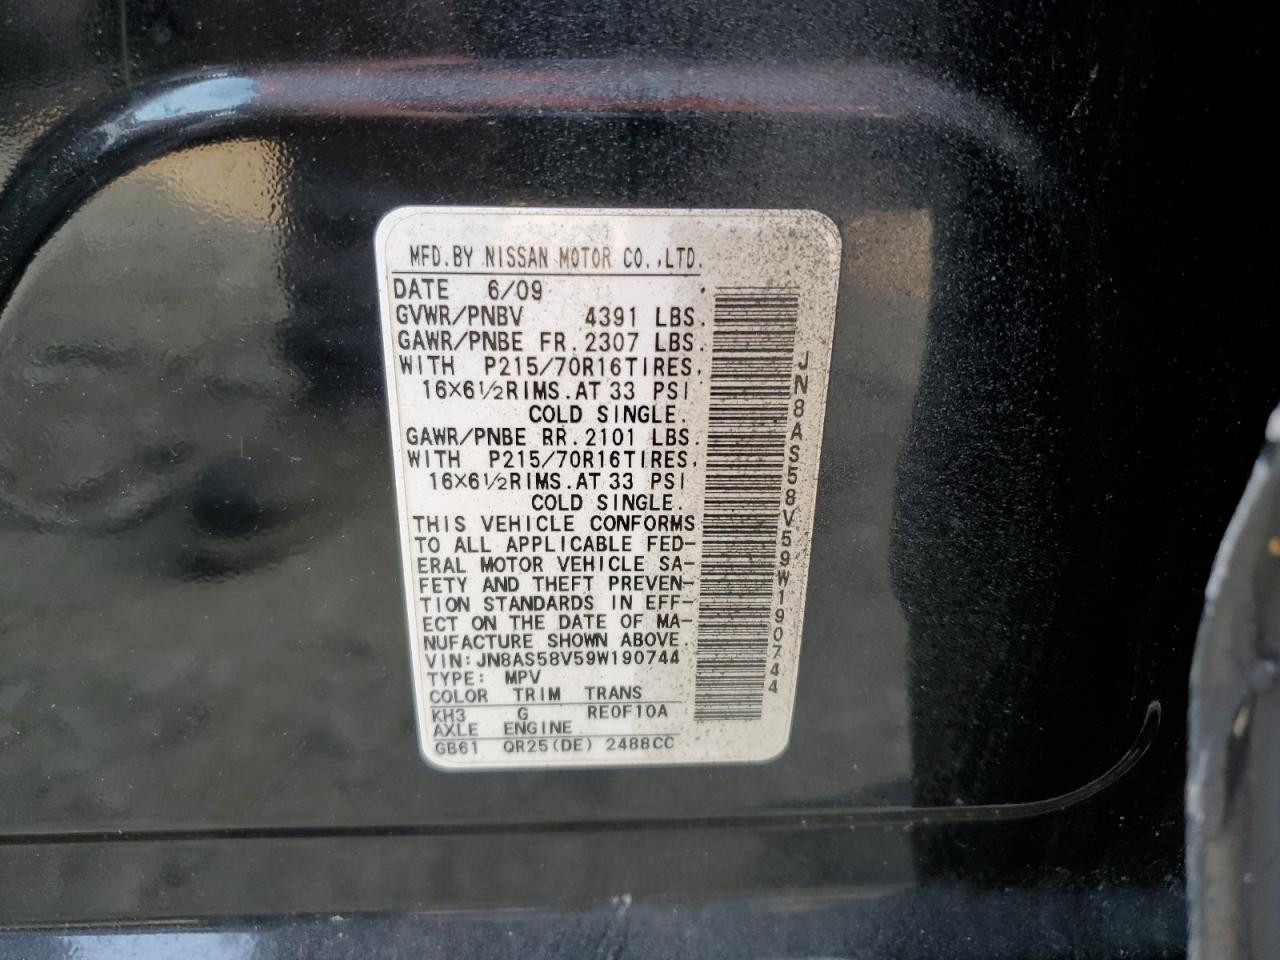 MFD.BY NISSAN MOTOR CO.,LTD.
DATE 6/09
GVWR/PNBV 4391 LBS.
GAWR/PNBE FR.2307 LBS.
WITH P215/70R16TIRES.
16×6½RIMS.AT 33 PSI
COLD SINGLE.
GAWR/PNBE RR.2101 LBS.
WITH P215/70R16TIRES.
16×6½RIMS.AT 33 PSI
COLD SINGLE.
THIS VEHICLE CONFORMS
TO ALL APPLICABLE FED-
ERAL MOTOR VEHICLE SA-
FETY AND THEFT PREVEN-
TION STANDARDS IN EFF-
ECT ON THE DATE OF MA-
NUFACTURE SHOWN ABOVE.
VIN:JN8AS58V59W190744
TYPE: MPV
COLOR TRIM TRANS
KH3 G RE0F10A
AXLE ENGINE
GB61 QR25(DE) 2488CC
JN8AS58V59W190744